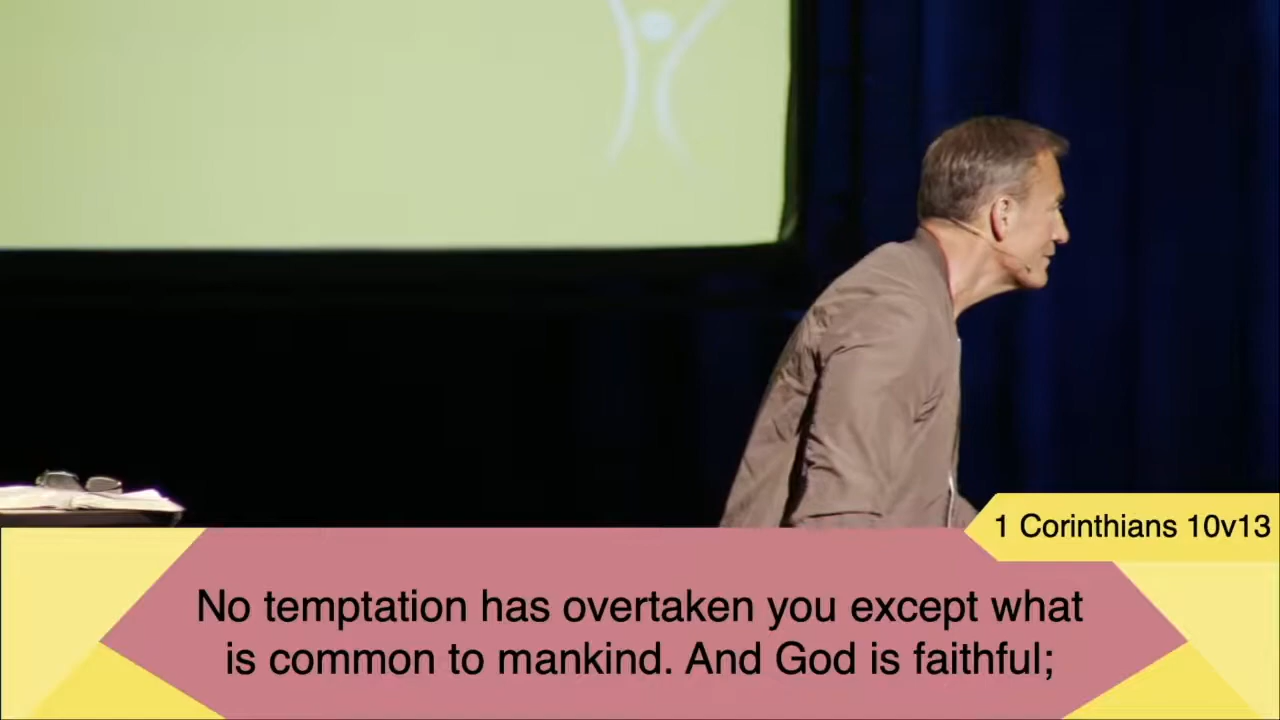 1 Corinthians 10v13
No temptation has overtaken you except what
is common to mankind. And God is faithful;